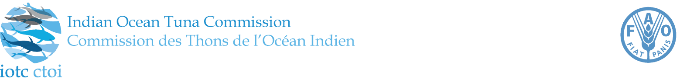 Indian Ocean Tuna Commission
Commission des Thons de l'Océan Indien
iotc ctoi
F A O
FIAT PANIS